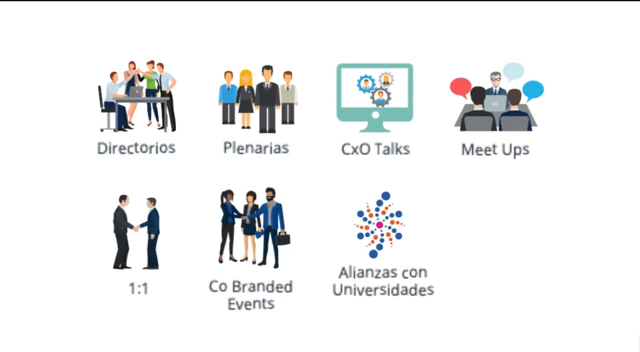 Directorios
Plenarias
CxO Talks
Meet Ups
1:1
Co Branded
Events
Alianzas con
Universidades